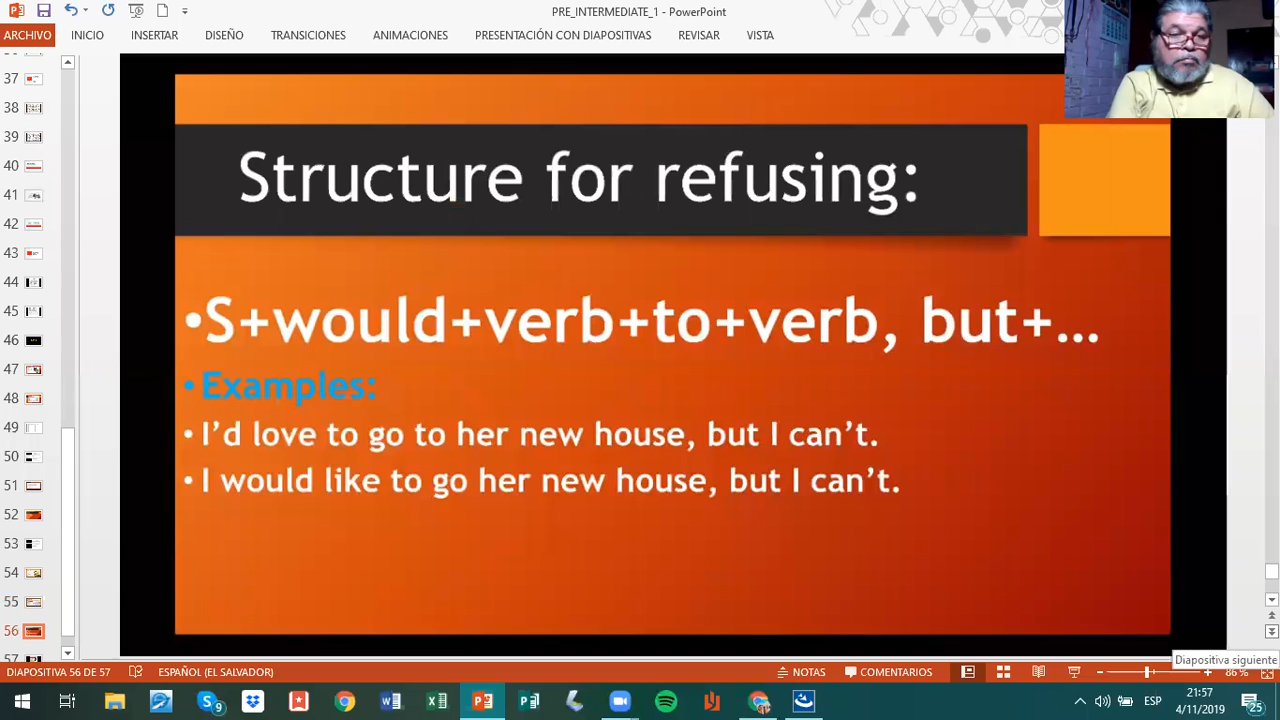 PRE_INTERMEDIATE_1 - PowerPoint
ARCHIVO INICIO INSERTAR DISEÑO TRANSICIONES ANIMACIONES PRESENTACIÓN CON DIAPOSITIVAS REVISAR VISTA
37
38
39
40
41
42
43
44
45
46
47
48
49
50
51
52
53
54
55
56
57
Structure for refusing:
•S+would+verb+to+verb, but+...
• Examples:
• I’d love to go to her new house, but I can’t.
• I would like to go her new house, but I can’t.
Diapositiva siguiente
DIAPOSITIVA 56 DE 57 ESPAÑOL (EL SALVADOR) NOTAS COMENTARIOS 86 %
9
ESP
21:57
4/11/2019
25